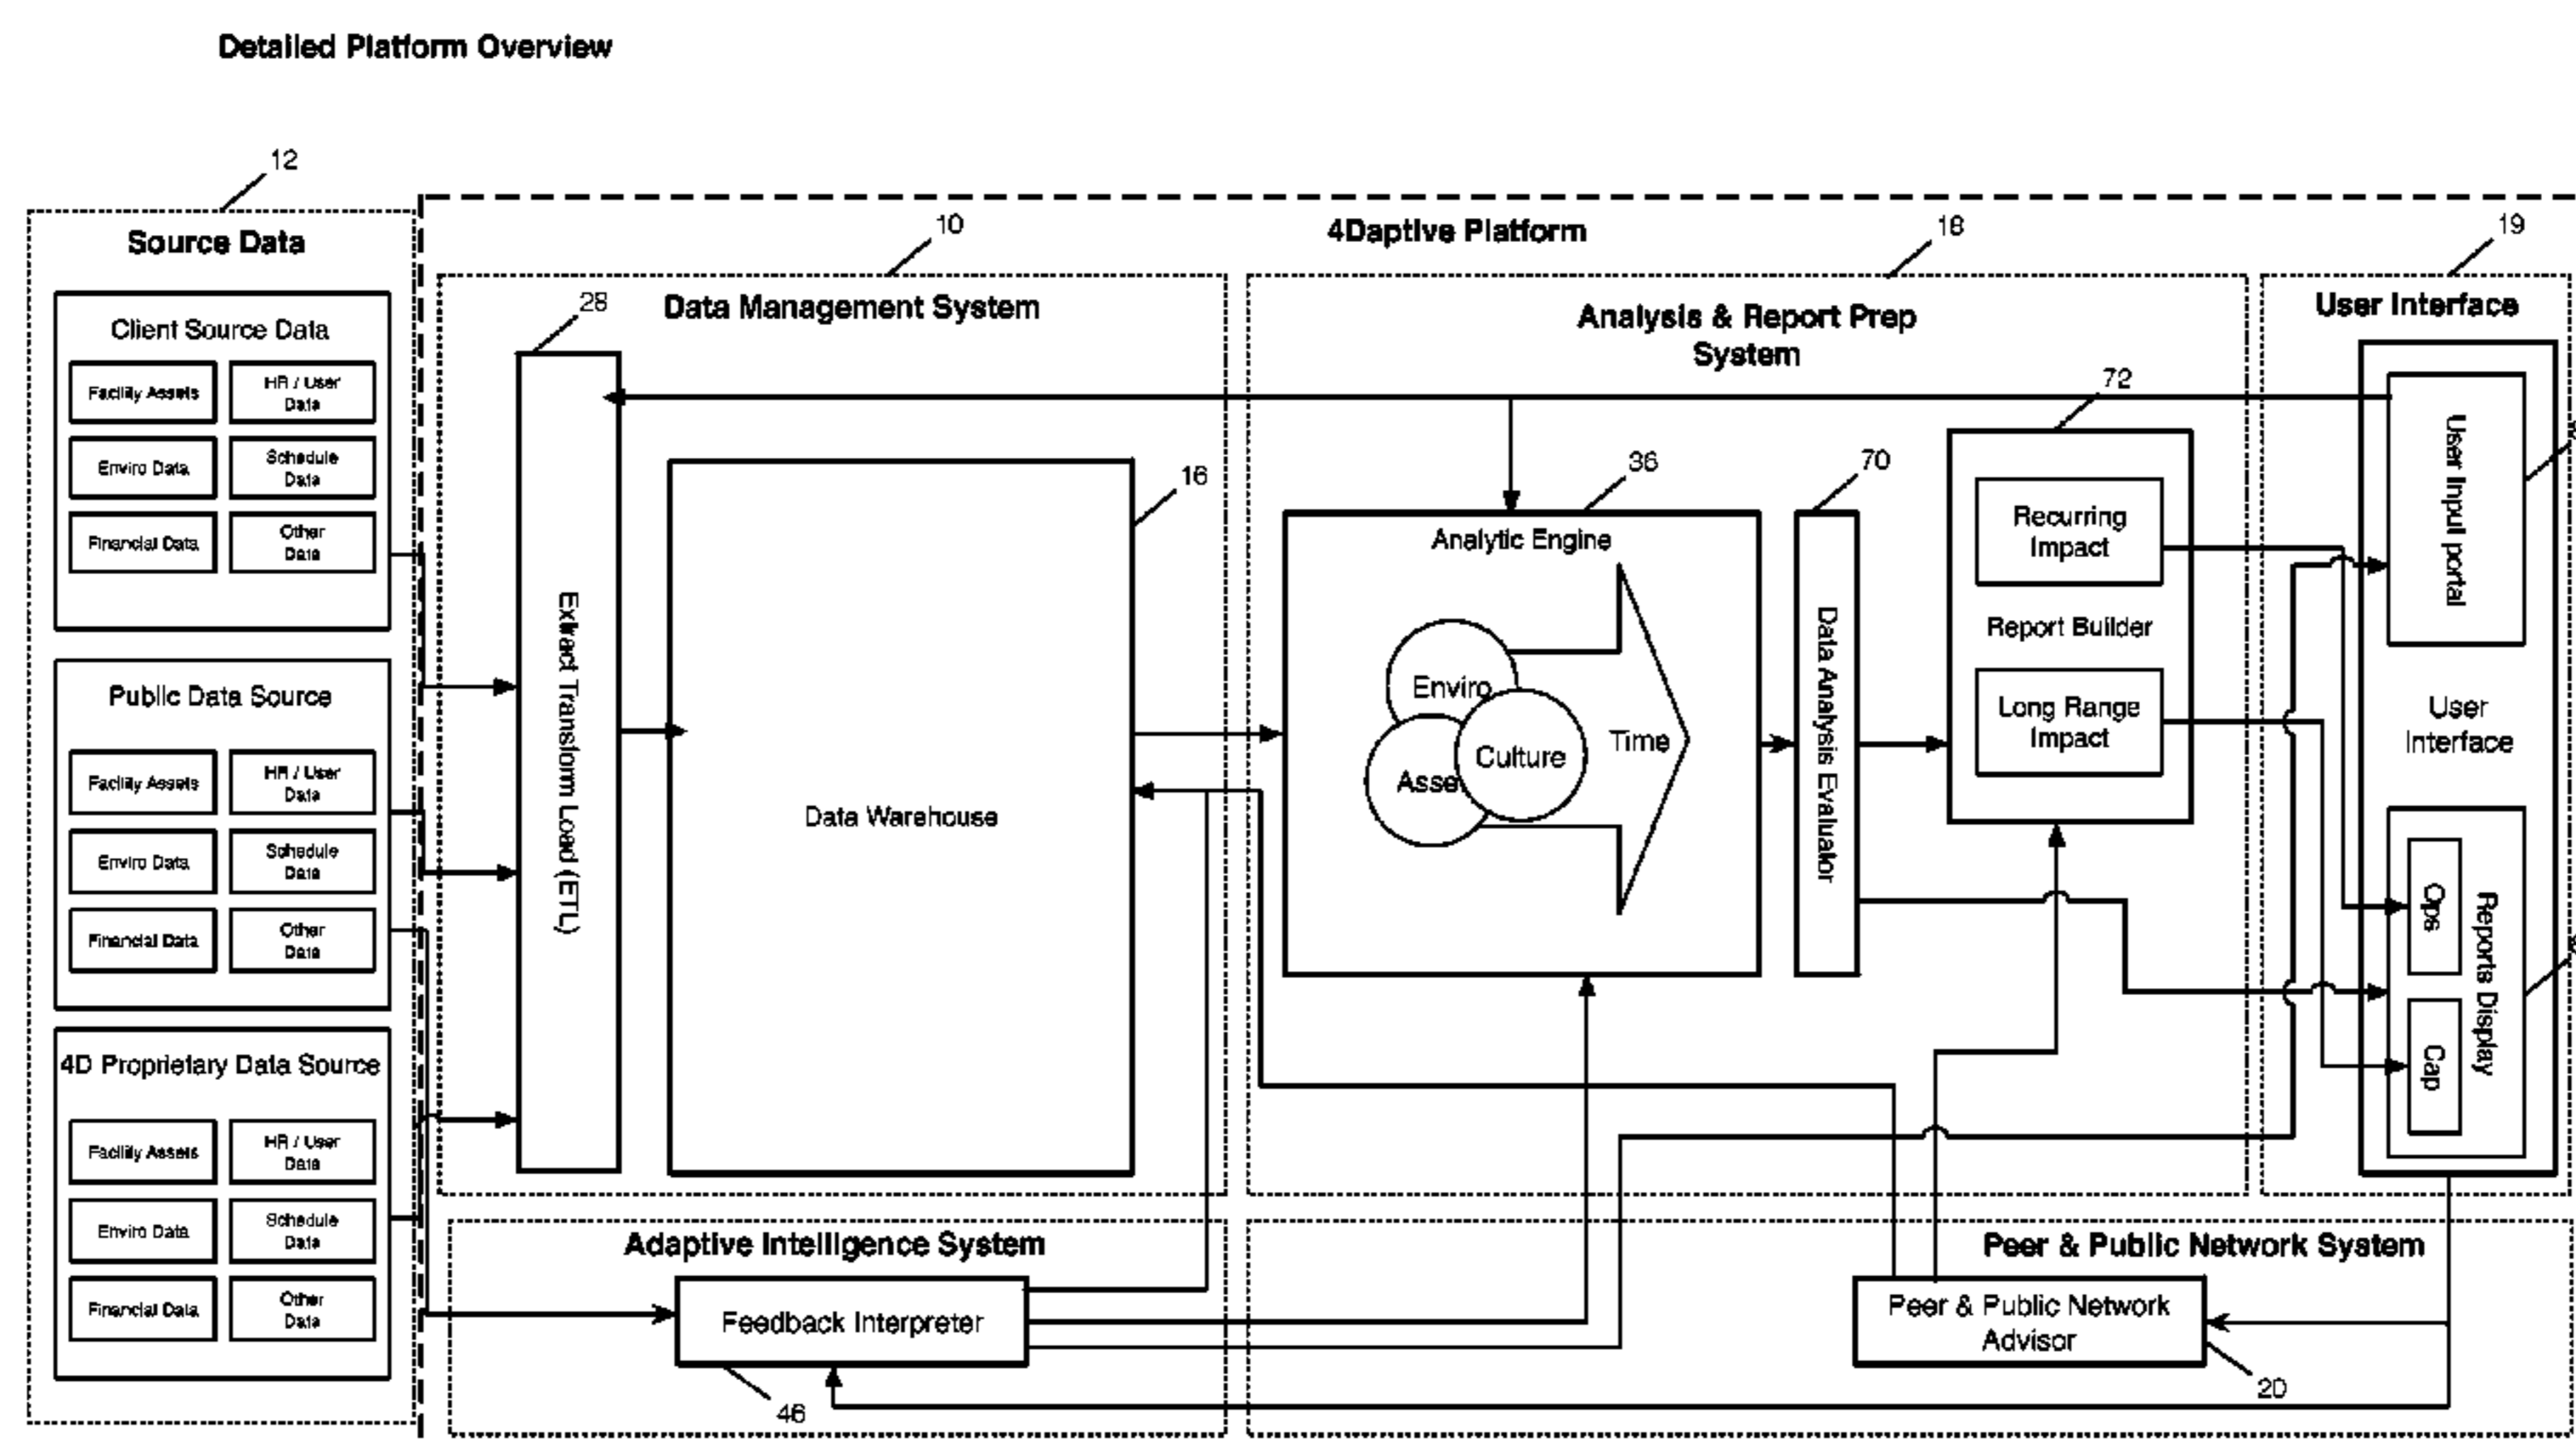 Detailed Platform Overview
12
Source Data
Client Source Data
Facility Assets
HR / User
Data
Enviro Data
Schedule
Data
Financial Data
Other
Data
Public Data Source
Facility Assets
HR / User
Data
Enviro Data
Schedule
Data
Financial Data
Other
Data
4D Proprietary Data Source
Facility Assets
HR / User
Data
Enviro Data
Schedule
Data
Financial Data
Other
Data
4Daptive Platform
10
Data Management System
28
Extract Transform Load (ETL)
16
Data Warehouse
18
Analysis & Report Prep
System
36
Analytic Engine
Enviro
Asse
Culture
Time
70
Data Analysis Evaluator
72
Recurring
Impact
Report Builder
Long Range
Impact
19
User Interface
User Input portal
User
Interface
Ops
Cap
Reports Display
Adaptive Intelligence System
Feedback Interpreter
46
Peer & Public Network System
Peer & Public Network
Advisor
20